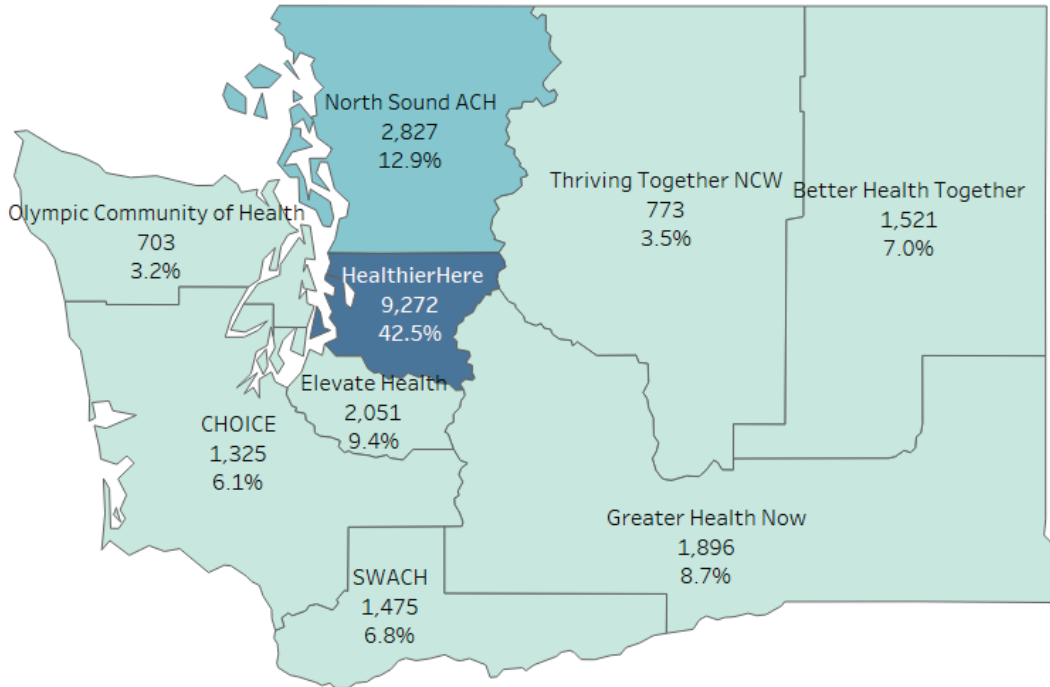 North Sound ACH
2,827
12.9%
Thriving Together NCW
773
3.5%
Better Health Together
1,521
7.0%
Olympic Community of Health
703
3.2%
HealthierHere
9,272
42.5%
Elevate Health
2,051
9.4%
CHOICE
1,325
6.1%
Greater Health Now
1,896
8.7%
SWACH
1,475
6.8%